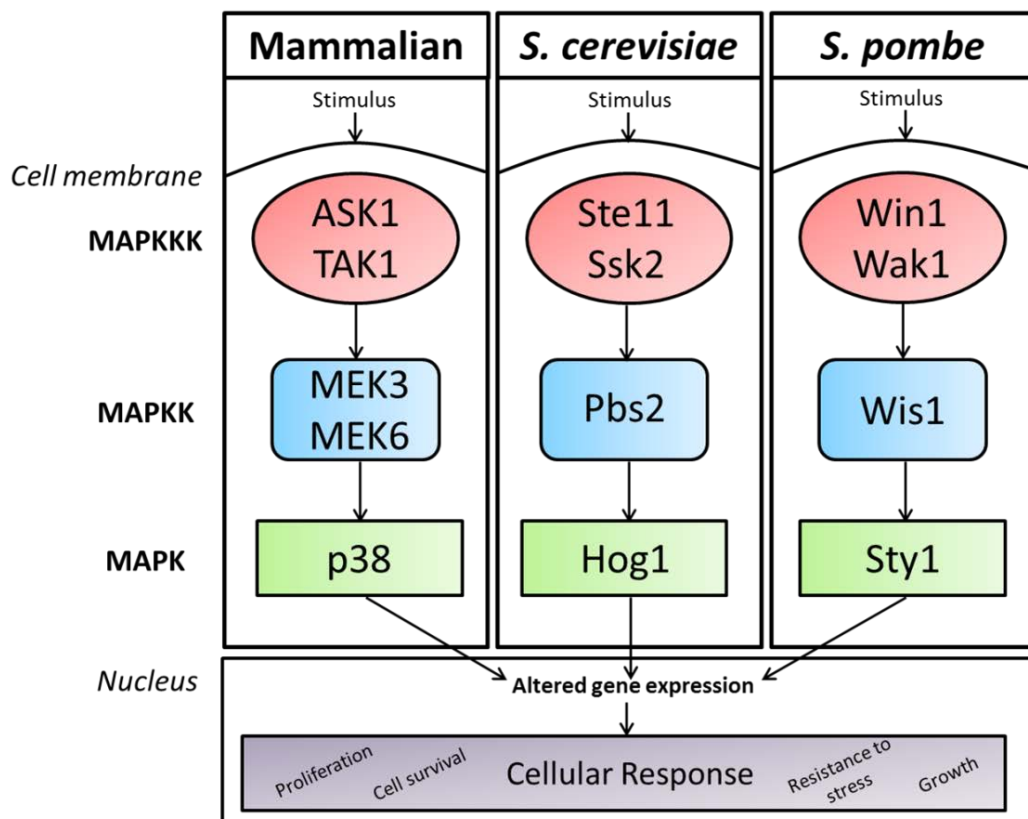 Mammalian
S. cerevisiae
S. pombe
Stimulus
Stimulus
Stimulus
Cell membrane
MAPKKK
ASK1
TAK1
Ste11
Ssk2
Win1
Wak1
MAPKK
MEK3
MEK6
Pbs2
Wis1
MAPK
p38
Hog1
Sty1
Nucleus
Altered gene expression
Proliferation
Cell survival
Cellular Response
Resistance to
stress
Growth